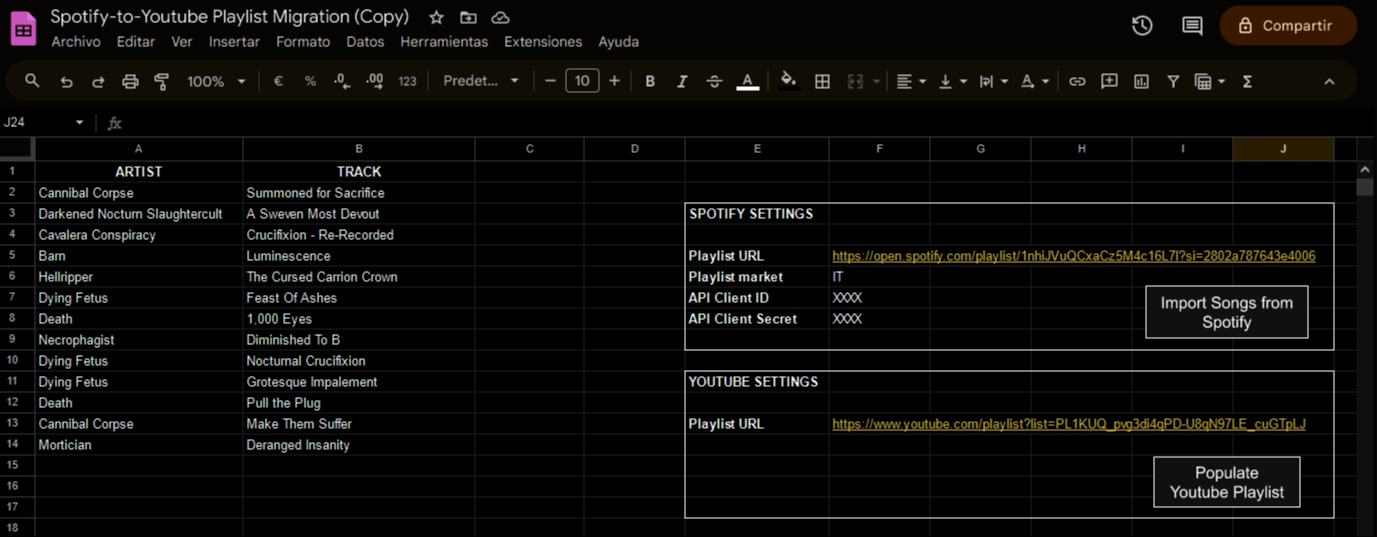 Spotify-to-Youtube Playlist Migration (Copy)
Archivo Editar Ver Insertar Formato Datos Herramientas Extensiones Ayuda
Compartir
100% € % .0 .00 123 Predet... 10 B I S A Σ
J24 fx
A B C D E F G H I J
1 ARTIST TRACK
2 Cannibal Corpse Summoned for Sacrifice
3 Darkened Nocturn Slaughtercult A Sweven Most Devout SPOTIFY SETTINGS
4 Cavalera Conspiracy Crucifixion - Re-Recorded
5 Barn Luminescence Playlist URL https://open.spotify.com/playlist/1nhiJVuQCxaCz5M4c16L7I?si=2802a787643e4006
6 Hellripper The Cursed Carrion Crown Playlist market IT
7 Dying Fetus Feast Of Ashes API Client ID XXXX
8 Death 1,000 Eyes API Client Secret XXXX
Import Songs from
Spotify
9 Necrophagist Diminished To B
10 Dying Fetus Nocturnal Crucifixion
11 Dying Fetus Grotesque Impalement YOUTUBE SETTINGS
12 Death Pull the Plug
13 Cannibal Corpse Make Them Suffer Playlist URL https://www.youtube.com/playlist?list=PL1KUQ_pvg3di4qPD-U8qN97LE_cuGTpLJ
14 Mortician Deranged Insanity
15
16
17
Populate
Youtube Playlist
18